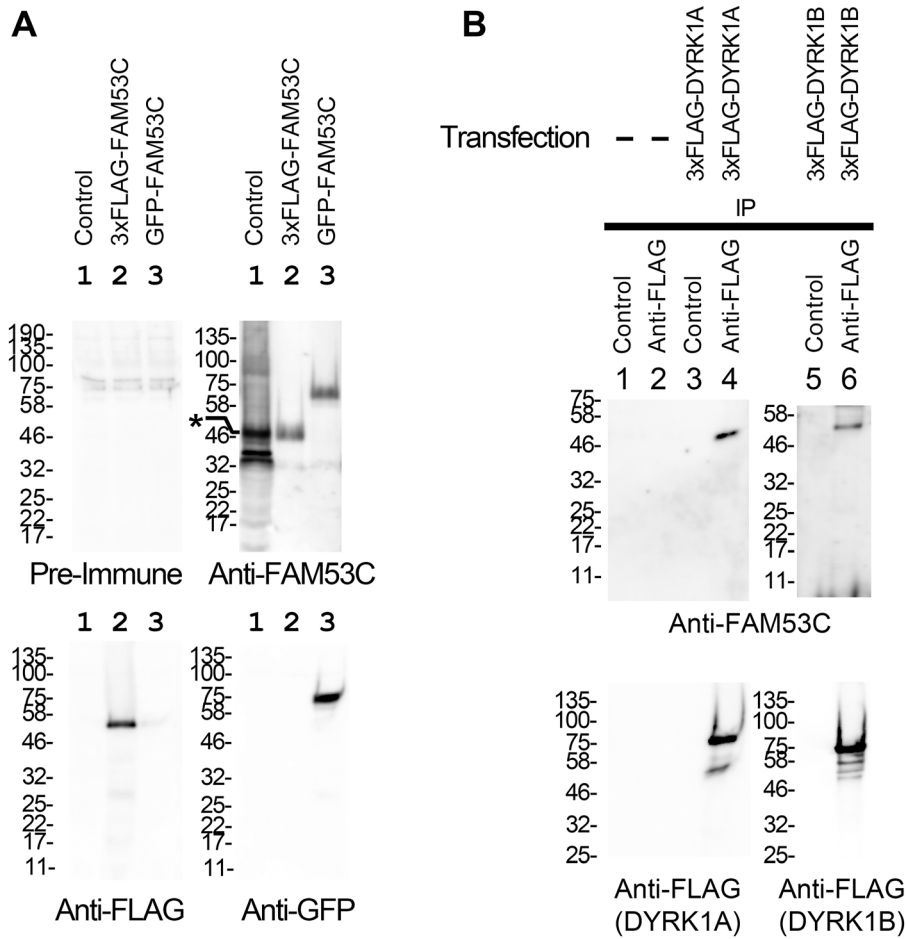 A
Control
3xFLAG-FAM53C
GFP-FAM53C
1 2 3
190-
135-
100-
75-
58-
46-
32-
25-
22-
17-
Pre-Immune
Control
3xFLAG-FAM53C
GFP-FAM53C
1 2 3
135-
100-
75-
58-
*
46-
32-
25-
22-
17-
Anti-FAM53C
1 2 3
135-
100-
75-
58-
46-
32-
25-
22-
17-
11-
Anti-FLAG
1 2 3
135-
100-
75-
58-
46-
32-
25-
22-
17-
11-
Anti-GFP
B
Transfection
– –
3xFLAG-DYRK1A
3xFLAG-DYRK1A
3xFLAG-DYRK1B
3xFLAG-DYRK1B
IP
Control
Anti-FLAG
Control
Anti-FLAG
Control
Anti-FLAG
1 2 3 4 5 6
75-
58-
46-
32-
25-
22-
17-
11-
58-
46-
32-
25-
22-
17-
11-
Anti-FAM53C
135-
100-
75-
58-
46-
32-
25-
Anti-FLAG
(DYRK1A)
135-
100-
75-
58-
46-
32-
25-
Anti-FLAG
(DYRK1B)